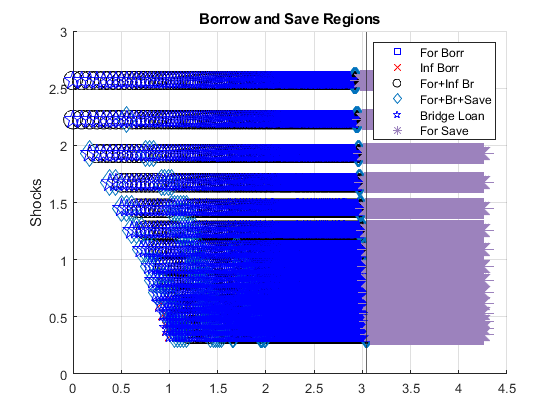 Borrow and Save Regions
3
2.5
2
1.5
1
0.5
0
Shocks
For Borr
Inf Borr
For+Inf Br
For+Br+Save
Bridge Loan
For Save
0
0.5
1
1.5
2
2.5
3
3.5
4
4.5